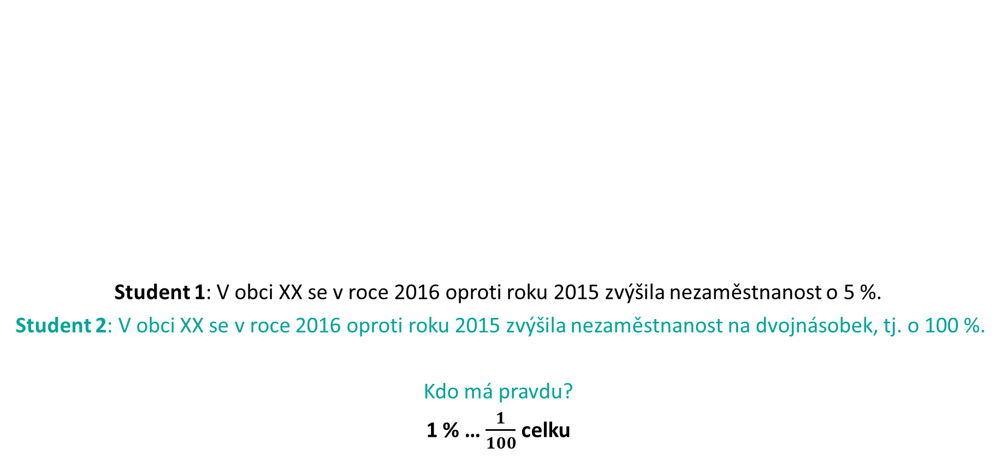 Student 1: V obci XX se v roce 2016 oproti roku 2015 zvýšila nezaměstnanost o 5 %.
Student 2: V obci XX se v roce 2016 oproti roku 2015 zvýšila nezaměstnanost na dvojnásobek, tj. o 100 %.
Kdo má pravdu?
1 % ... 1/100 celku